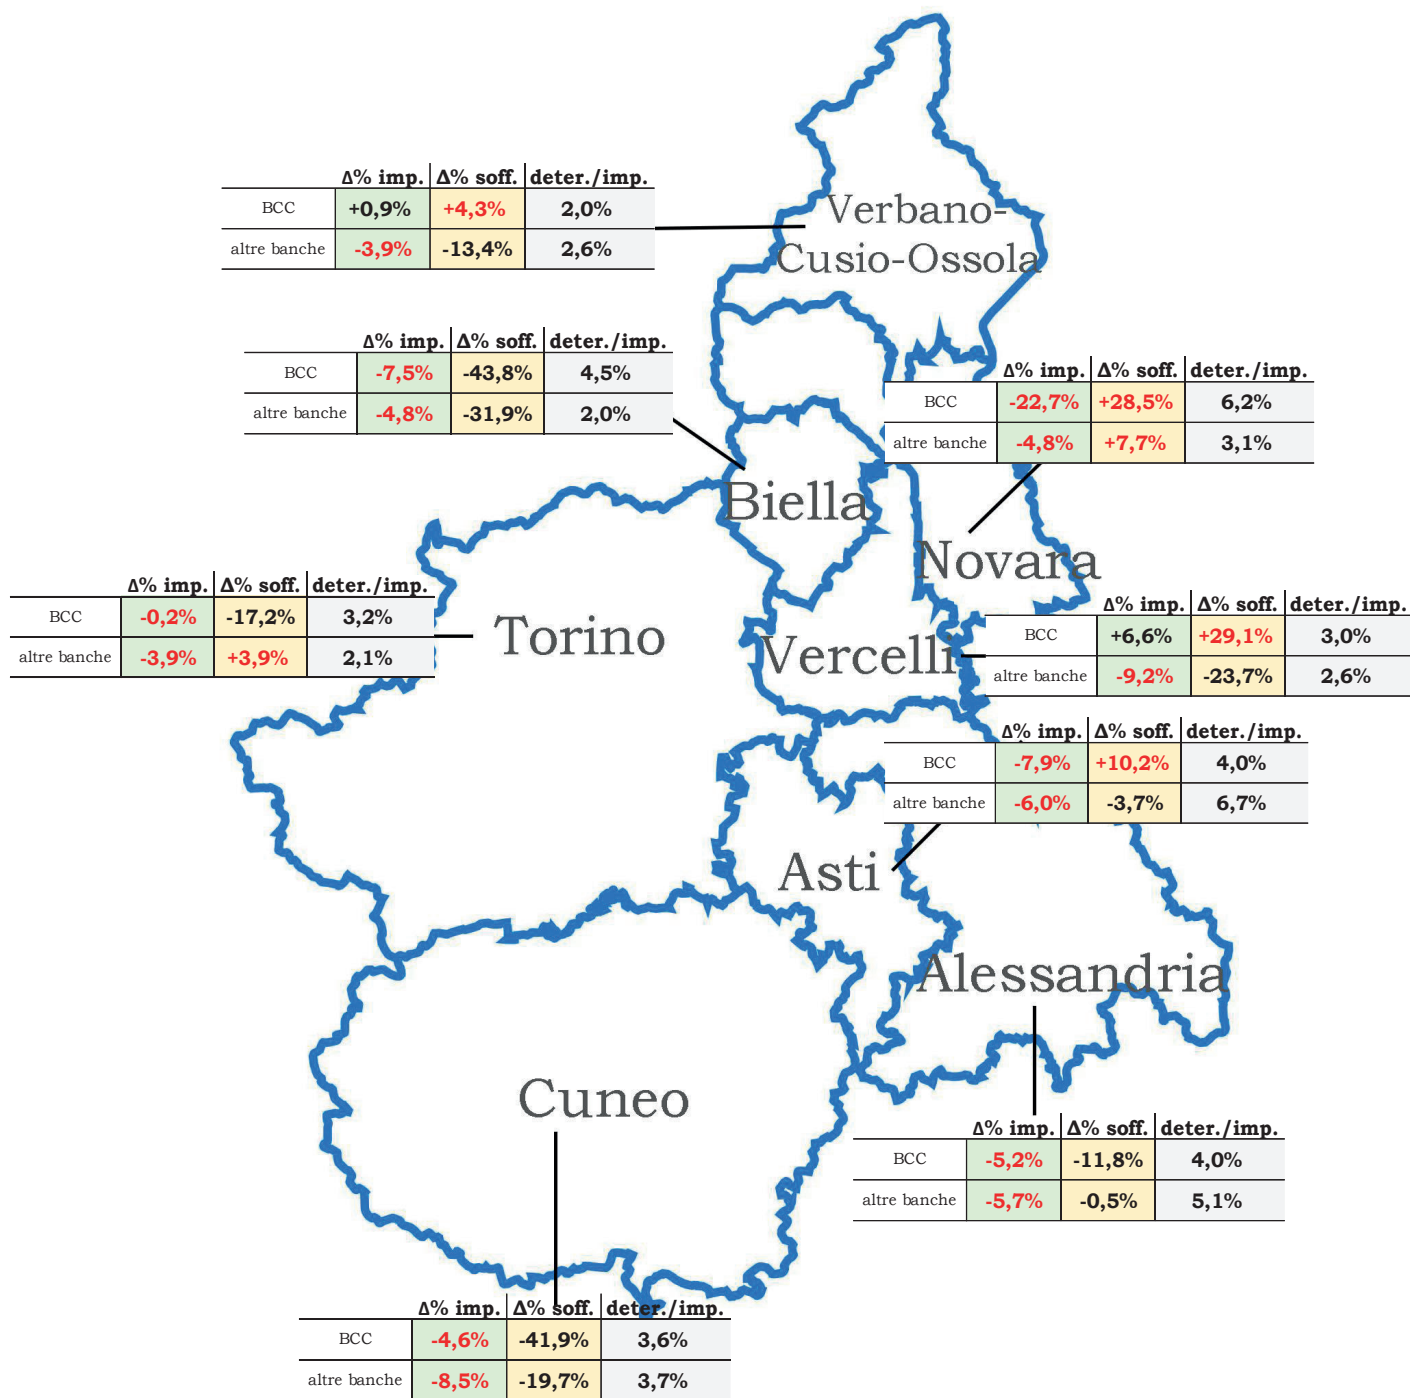 Δ% imp. Δ% soff. deter./imp.
BCC +0,9% +4,3% 2,0%
altre banche -3,9% -13,4% 2,6%
Verbano-
Cusio-Ossola
Δ% imp. Δ% soff. deter./imp.
BCC -7,5% -43,8% 4,5%
altre banche -4,8% -31,9% 2,0%
Biella
Δ% imp. Δ% soff. deter./imp.
BCC -22,7% +28,5% 6,2%
altre banche -4,8% +7,7% 3,1%
Novara
Δ% imp. Δ% soff. deter./imp.
BCC -0,2% -17,2% 3,2%
altre banche -3,9% +3,9% 2,1%
Torino
Vercelli
Δ% imp. Δ% soff. deter./imp.
BCC +6,6% +29,1% 3,0%
altre banche -9,2% -23,7% 2,6%
Δ% imp. Δ% soff. deter./imp.
BCC -7,9% +10,2% 4,0%
altre banche -6,0% -3,7% 6,7%
Asti
Alessandria
Δ% imp. Δ% soff. deter./imp.
BCC -5,2% -11,8% 4,0%
altre banche -5,7% -0,5% 5,1%
Cuneo
Δ% imp. Δ% soff. deter./imp.
BCC -4,6% -41,9% 3,6%
altre banche -8,5% -19,7% 3,7%